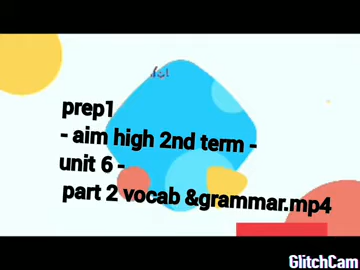 prep1
- aim high 2nd term -
unit 6 -
part 2 vocab &grammar.mp4
GlitchCam